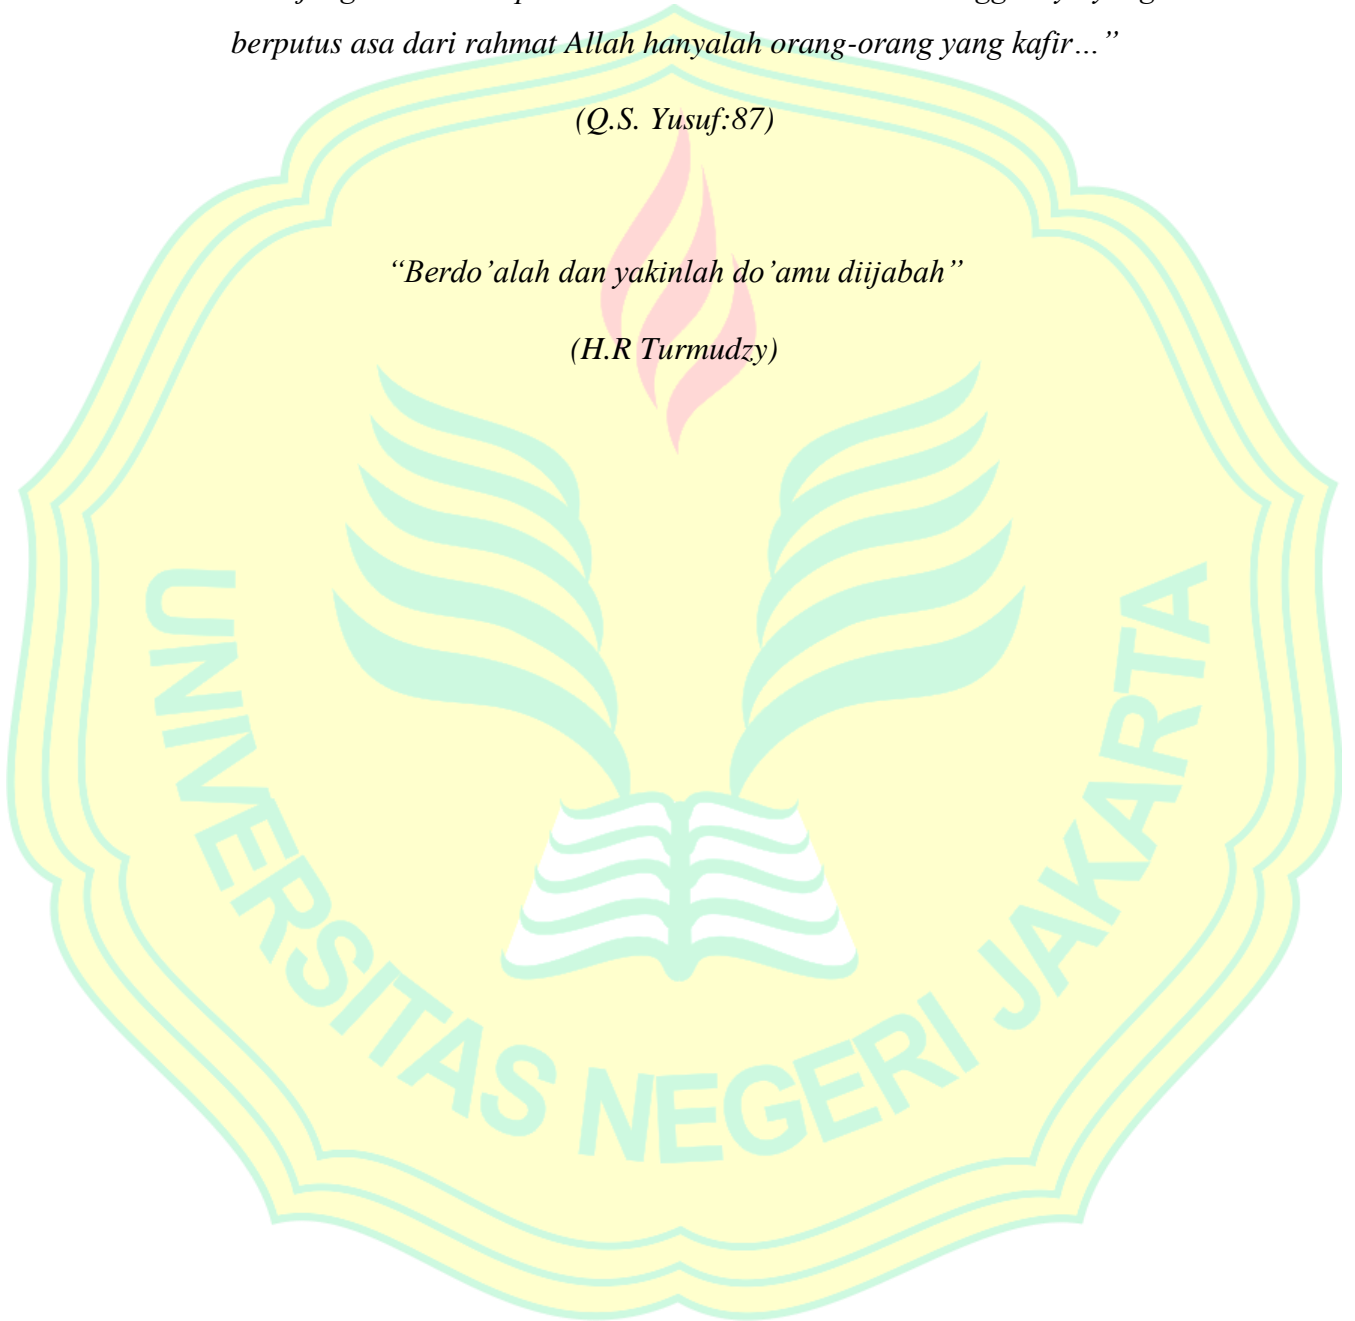 berputus asa dari rahmat Allah hanyalah orang-orang yang kafir…”
(Q.S. Yusuf:87)
“Berdo’alah dan yakinlah do’amu diijabah”
(H.R Turmudzy)
UNIVERSITAS NEGERI JAKARTA